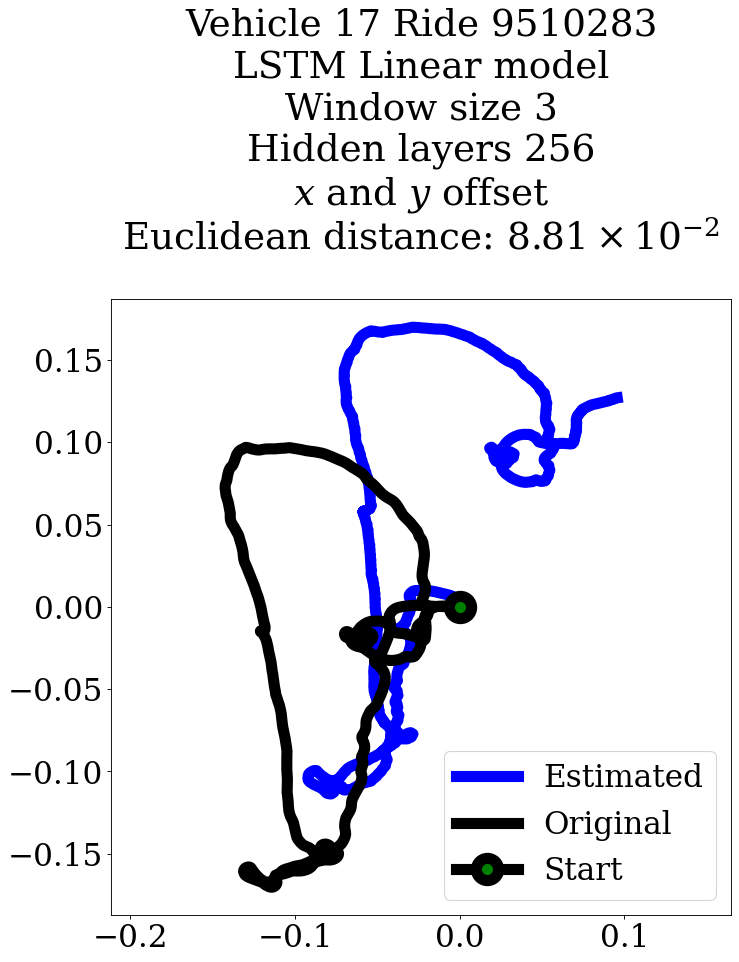 Vehicle 17 Ride 9510283
LSTM Linear model
Window size 3
Hidden layers 256
x and y offset
Euclidean distance: 8.81 × 10⁻²
0.15
0.10
0.05
0.00
−0.05
−0.10
−0.15
Estimated
Original
Start
−0.2
−0.1
0.0
0.1